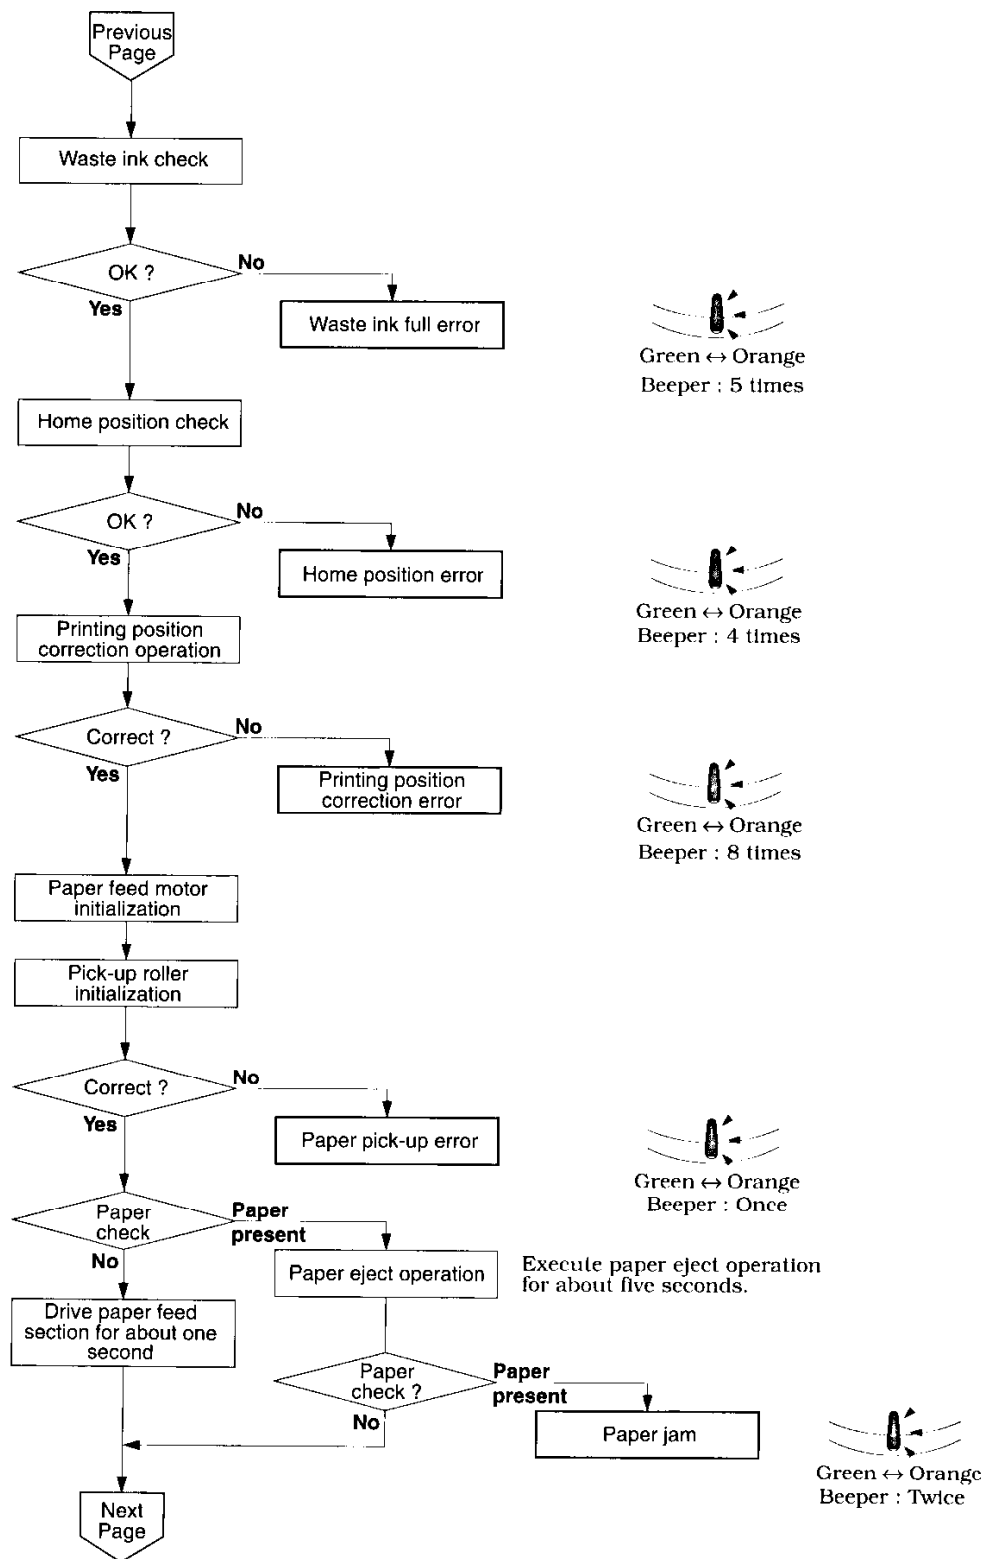 Previous
Page
Waste ink check
OK ?
No
Yes
Waste ink full error
Green ↔ Orange
Beeper : 5 times
Home position check
OK ?
No
Yes
Home position error
Green ↔ Orange
Beeper : 4 times
Printing position
correction operation
Correct ?
No
Yes
Printing position
correction error
Green ↔ Orange
Beeper : 8 times
Paper feed motor
initialization
Pick-up roller
initialization
Correct ?
No
Yes
Paper pick-up error
Green ↔ Orange
Beeper : Once
Paper
check
Paper
present
No
Paper eject operation
Execute paper eject operation
for about five seconds.
Drive paper feed
section for about one
second
Paper
check ?
Paper
present
No
Paper jam
Green ↔ Orange
Beeper : Twice
Next
Page